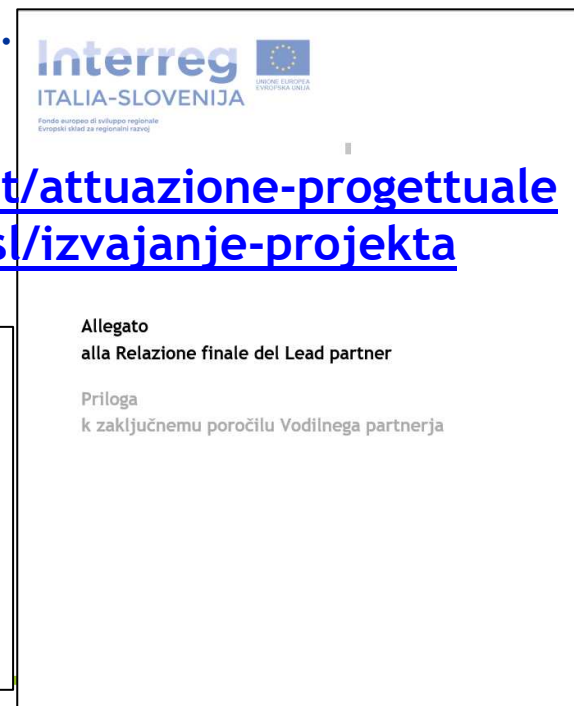 Interreg
ITALIA-SLOVENIJA
UNIONE EUROPEA
EVROPSKA UNIJA
Fondo europeo di sviluppo regionale
Evropski sklad za regionalni razvoj
t/attuazione-progettuale
sl/izvajanje-projekta
Allegato
alla Relazione finale del Lead partner
Priloga
k zaključnemu poročilu Vodilnega partnerja